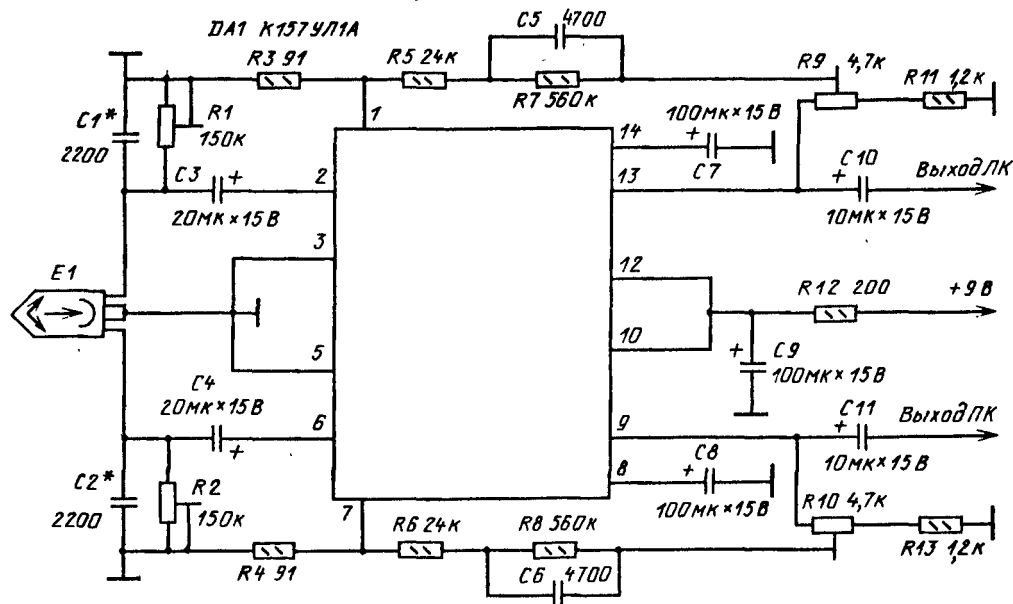 DA1 К157УЛ1А
C5 4700
R3 91
R5 24к
R7 560к
R9 4,7к
R11 1,2к
C1*
2200
R1
150к
1
14
100мк×15В
C7
C3
20мк×15В
2
13
C10
10мк×15В
Выход ЛК
3
12
E1
R12 200
+9В
5
10
C9
100мк×15В
C4
20мк×15В
6
9
C11
10мк×15В
Выход ПК
C2*
2200
R2
150к
8
C8
100мк×15В
7
R4 91
R6 24к
R8 560к
C6 4700
R10 4,7к
R13 1,2к